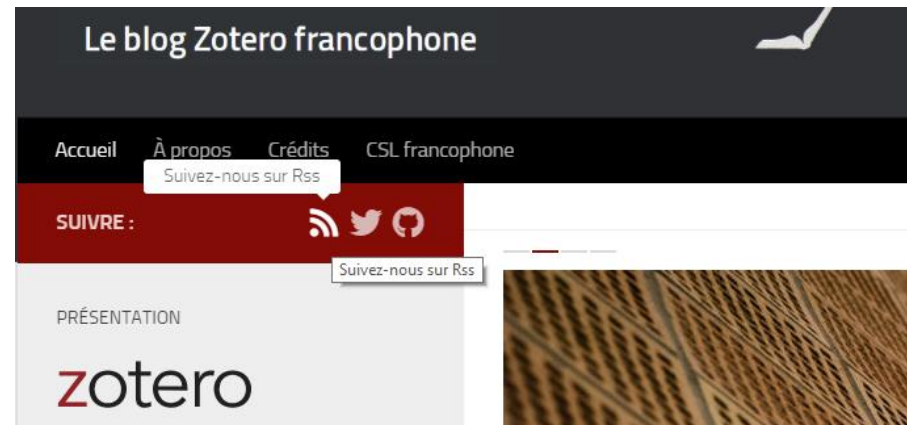 Le blog Zotero francophone
Accueil À propos Crédits CSL francophone
Suivez-nous sur Rss
SUIVRE :
Suivez-nous sur Rss
PRÉSENTATION
zotero